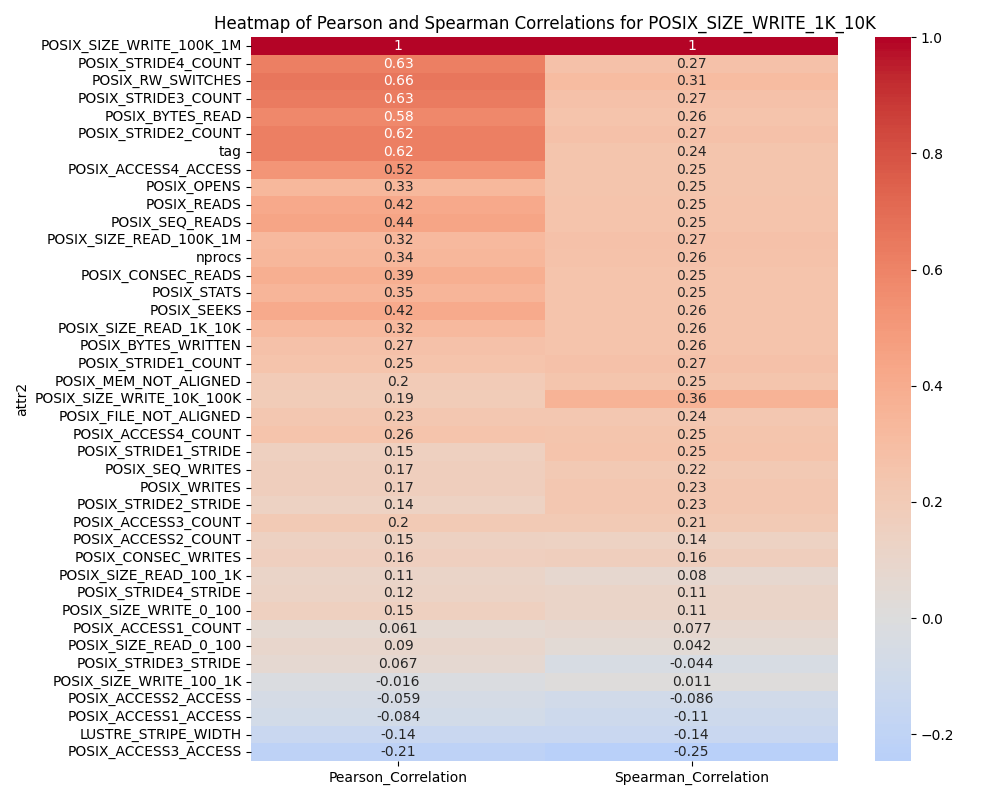 Heatmap of Pearson and Spearman Correlations for POSIX_SIZE_WRITE_1K_10K
attr2
POSIX_SIZE_WRITE_100K_1M 1 1
POSIX_STRIDE4_COUNT 0.63 0.27
POSIX_RW_SWITCHES 0.66 0.31
POSIX_STRIDE3_COUNT 0.63 0.27
POSIX_BYTES_READ 0.58 0.26
POSIX_STRIDE2_COUNT 0.62 0.27
tag 0.62 0.24
POSIX_ACCESS4_ACCESS 0.52 0.25
POSIX_OPENS 0.33 0.25
POSIX_READS 0.42 0.25
POSIX_SEQ_READS 0.44 0.25
POSIX_SIZE_READ_100K_1M 0.32 0.27
nprocs 0.34 0.26
POSIX_CONSEC_READS 0.39 0.25
POSIX_STATS 0.35 0.25
POSIX_SEEKS 0.42 0.26
POSIX_SIZE_READ_1K_10K 0.32 0.26
POSIX_BYTES_WRITTEN 0.27 0.26
POSIX_STRIDE1_COUNT 0.25 0.27
POSIX_MEM_NOT_ALIGNED 0.2 0.25
POSIX_SIZE_WRITE_10K_100K 0.19 0.36
POSIX_FILE_NOT_ALIGNED 0.23 0.24
POSIX_ACCESS4_COUNT 0.26 0.25
POSIX_STRIDE1_STRIDE 0.15 0.25
POSIX_SEQ_WRITES 0.17 0.22
POSIX_WRITES 0.17 0.23
POSIX_STRIDE2_STRIDE 0.14 0.23
POSIX_ACCESS3_COUNT 0.2 0.21
POSIX_ACCESS2_COUNT 0.15 0.14
POSIX_CONSEC_WRITES 0.16 0.16
POSIX_SIZE_READ_100_1K 0.11 0.08
POSIX_STRIDE4_STRIDE 0.12 0.11
POSIX_SIZE_WRITE_0_100 0.15 0.11
POSIX_ACCESS1_COUNT 0.061 0.077
POSIX_SIZE_READ_0_100 0.09 0.042
POSIX_STRIDE3_STRIDE 0.067 -0.044
POSIX_SIZE_WRITE_100_1K -0.016 0.011
POSIX_ACCESS2_ACCESS -0.059 -0.086
POSIX_ACCESS1_ACCESS -0.084 -0.11
LUSTRE_STRIPE_WIDTH -0.14 -0.14
POSIX_ACCESS3_ACCESS -0.21 -0.25
Pearson_Correlation Spearman_Correlation
1.0
0.8
0.6
0.4
0.2
0.0
−0.2